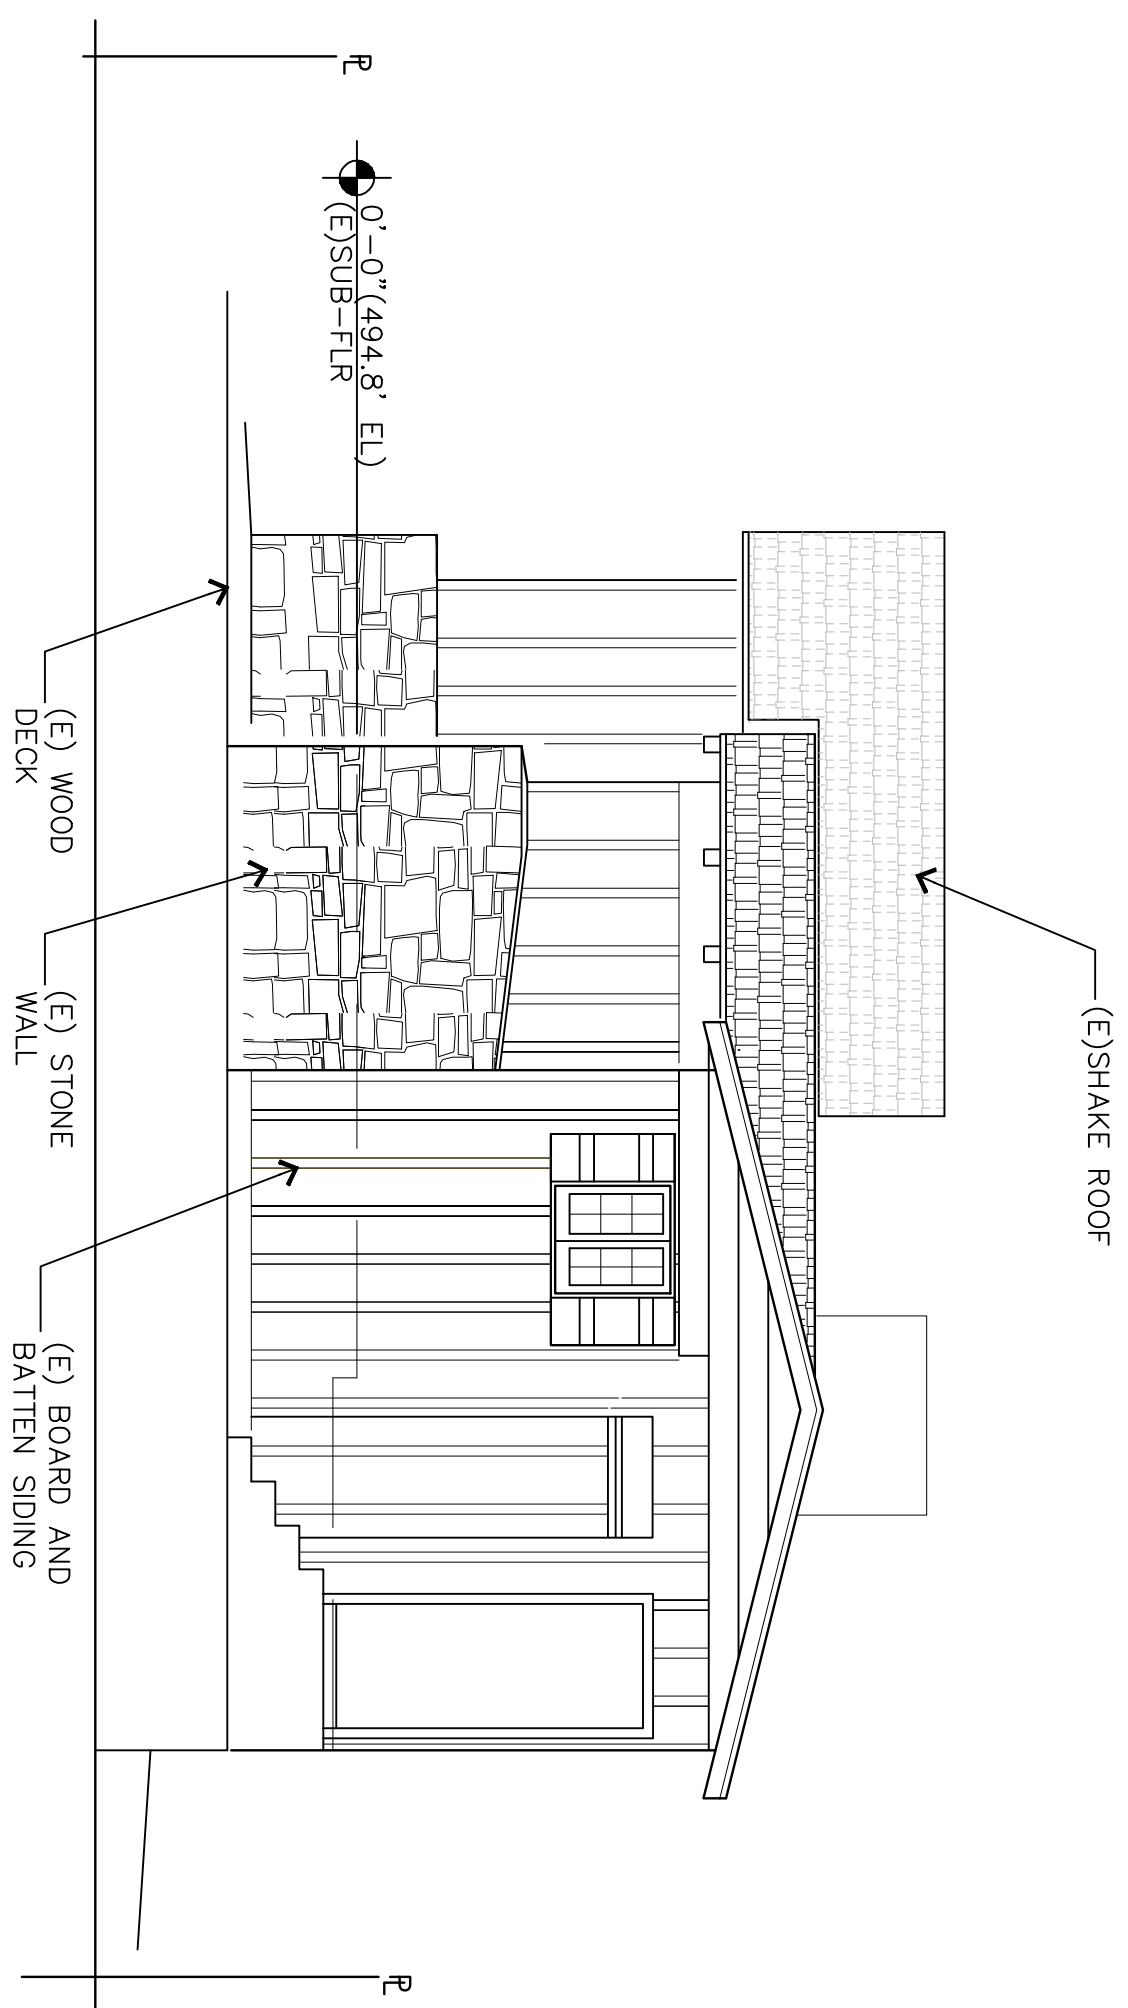 (E)SHAKE ROOF
PL
0'-0"(494.8' EL)
(E)SUB-FLR
PL
(E) WOOD
DECK
(E) STONE
WALL
(E) BOARD AND
BATTEN SIDING